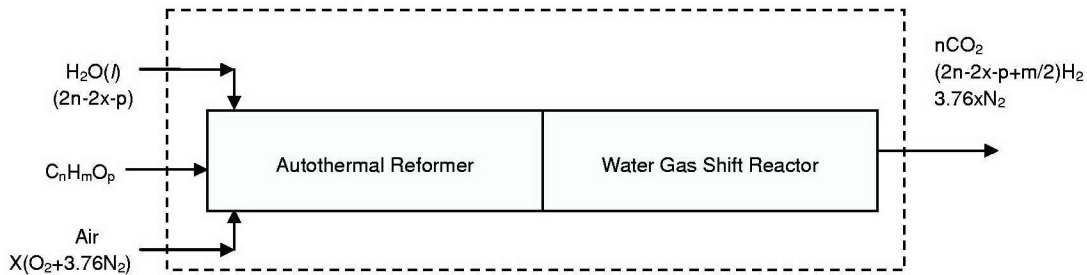 H₂O(l)
(2n-2x-p)
CₙHₘOₚ
Air
X(O₂+3.76N₂)
Autothermal Reformer
Water Gas Shift Reactor
nCO₂
(2n-2x-p+m/2)H₂
3.76xN₂